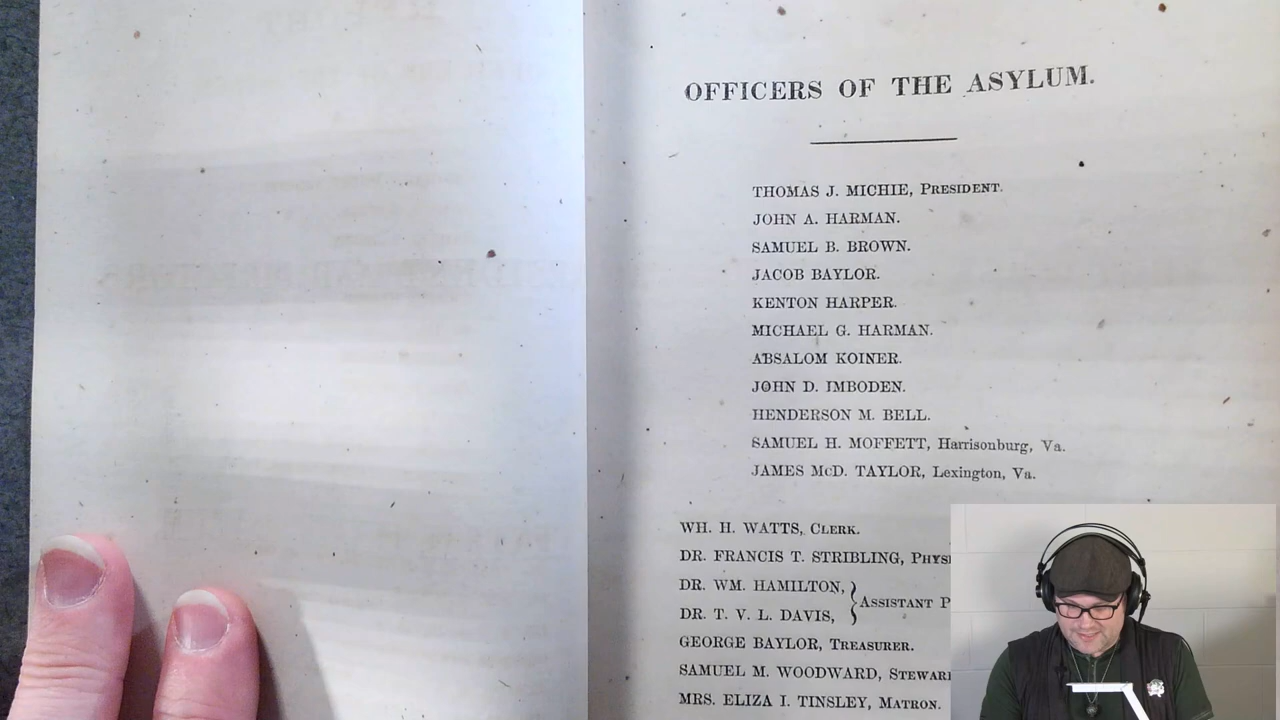 OFFICERS OF THE ASYLUM.
THOMAS J. MICHIE, PRESIDENT.
JOHN A. HARMAN.
SAMUEL B. BROWN.
JACOB BAYLOR.
KENTON HARPER.
MICHAEL G. HARMAN.
ABSALOM KOINER.
JOHN D. IMBODEN.
HENDERSON M. BELL.
SAMUEL H. MOFFETT, Harrisonburg, Va.
JAMES McD. TAYLOR, Lexington, Va.
WH. H. WATTS, CLERK.
DR. FRANCIS T. STRIBLING, PHYS
DR. WM. HAMILTON,
DR. T. V. L. DAVIS,
ASSISTANT P
GEORGE BAYLOR, TREASURER.
SAMUEL M. WOODWARD, STEWAR
MRS. ELIZA I. TINSLEY, MATRON.